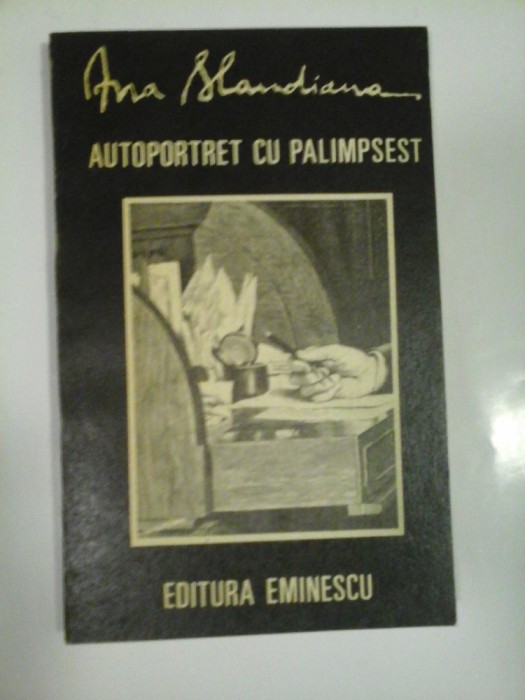 Ana Blandiana
AUTOPORTRET CU PALIMPSEST
EDITURA EMINESCU